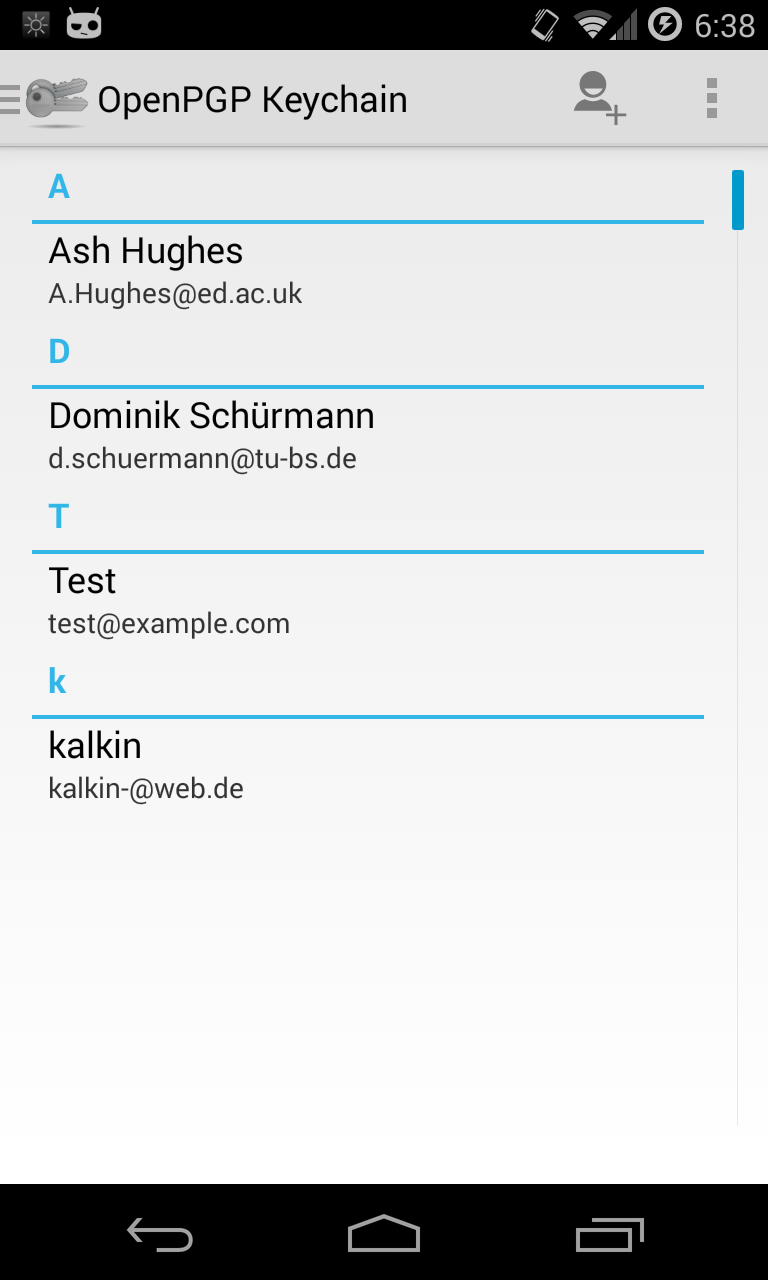 6:38
OpenPGP Keychain
A
Ash Hughes
A.Hughes@ed.ac.uk
D
Dominik Schürmann
d.schuermann@tu-bs.de
T
Test
test@example.com
k
kalkin
kalkin-@web.de